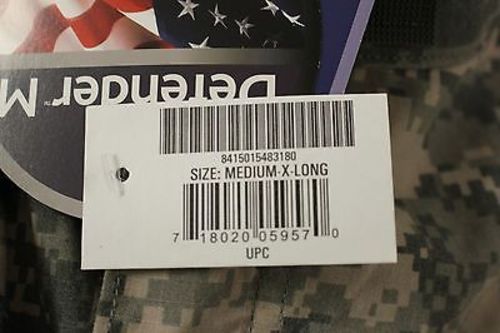 Defender M
8415015483180
SIZE: MEDIUM-X-LONG
7 18020 05957 0
UPC